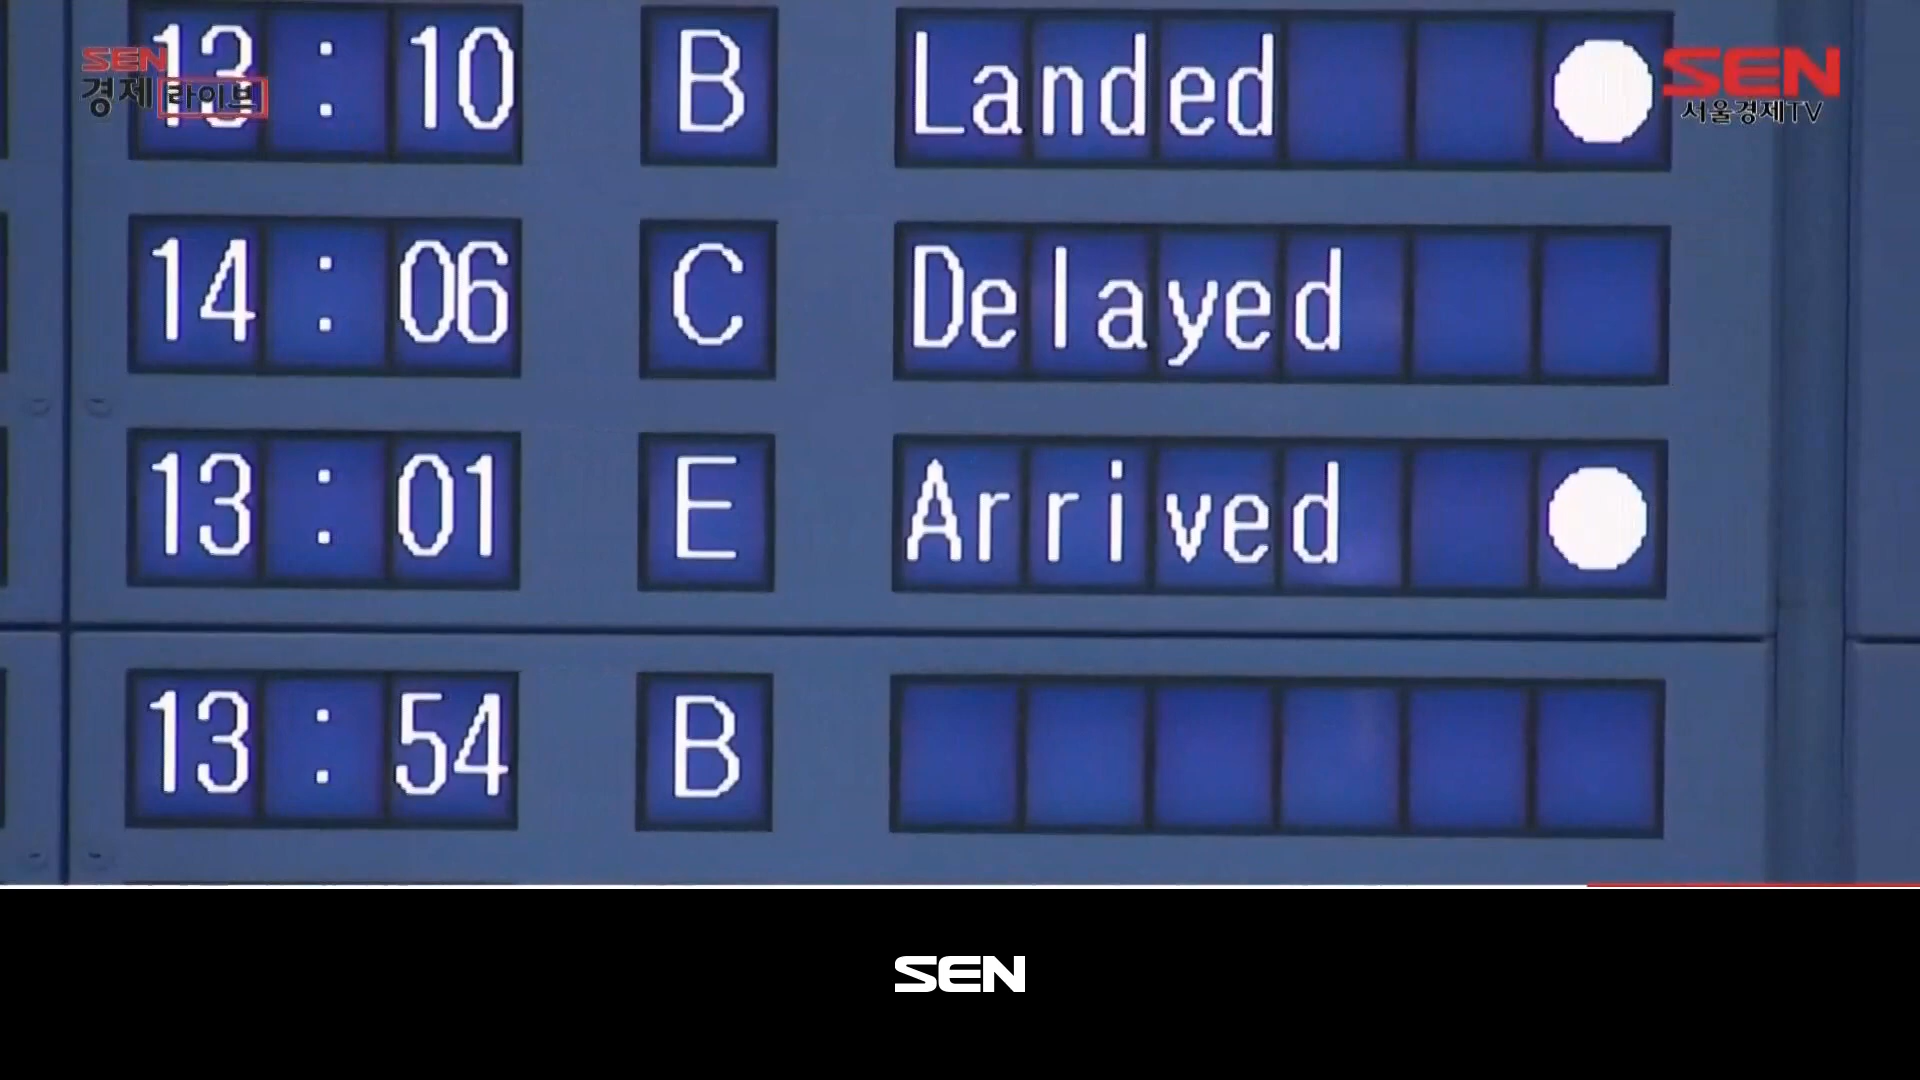 SEN
경제 라이브
13 : 10 B Landed
SEN
서울경제TV
14 : 06 C Delayed
13 : 01 E Arrived
13 : 54 B
SEN